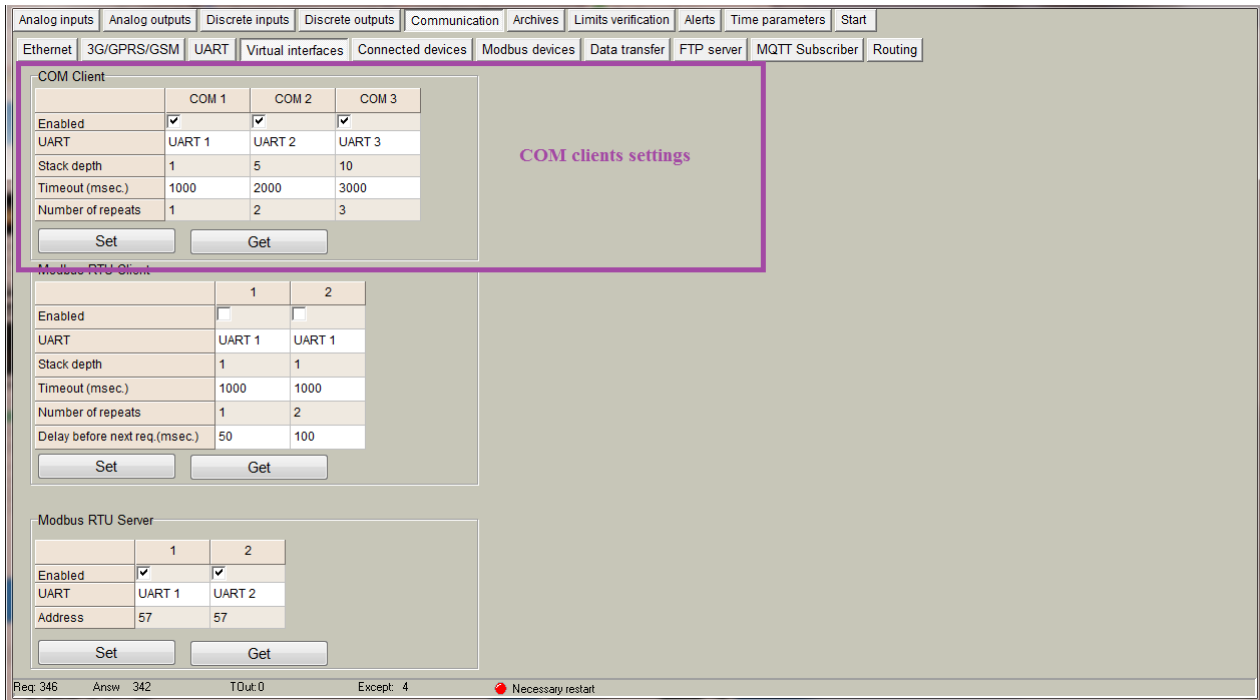 Analog inputs Analog outputs Discrete inputs Discrete outputs Communication Archives Limits verification Alerts Time parameters Start
Ethernet 3G/GPRS/GSM UART Virtual interfaces Connected devices Modbus devices Data transfer FTP server MQTT Subscriber Routing
COM Client
COM 1 COM 2 COM 3
Enabled
UART UART 1 UART 2 UART 3
Stack depth 1 5 10
Timeout (msec.) 1000 2000 3000
Number of repeats 1 2 3
Set Get
COM clients settings
Modbus RTU Client
1 2
Enabled
UART UART 1 UART 1
Stack depth 1 1
Timeout (msec.) 1000 1000
Number of repeats 1 2
Delay before next req.(msec.) 50 100
Set Get
Modbus RTU Server
1 2
Enabled
UART UART 1 UART 2
Address 57 57
Set Get
Req: 346 Answ 342 TOut: 0 Except: 4 Necessary restart